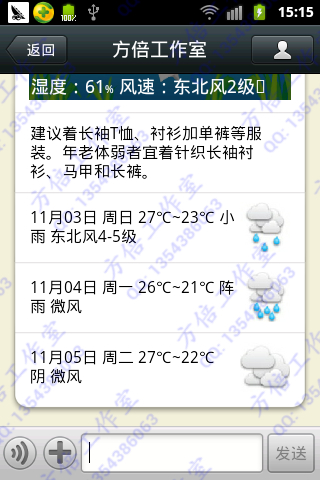 100%
15:15
返回
方倍工作室
湿度：61% 风速：东北风2级
建议着长袖T恤、衬衫加单裤等服
装。年老体弱者宜着针织长袖衬
衫、马甲和长裤。
11月03日 周日 27℃~23℃ 小
雨 东北风4-5级
11月04日 周一 26℃~21℃ 阵
雨 微风
11月05日 周二 27℃~22℃
阴 微风
发送
方倍工作室
QQ: 1354386063